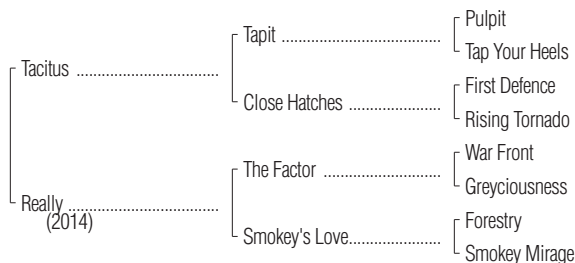 Pulpit
Tapit ........................................
Tap Your Heels
Tacitus ....................................
First Defence
Close Hatches .......................
Rising Tornado
War Front
The Factor .............................
Greyciousness
Really ......................................
(2014)
Forestry
Smokey's Love.......................
Smokey Mirage